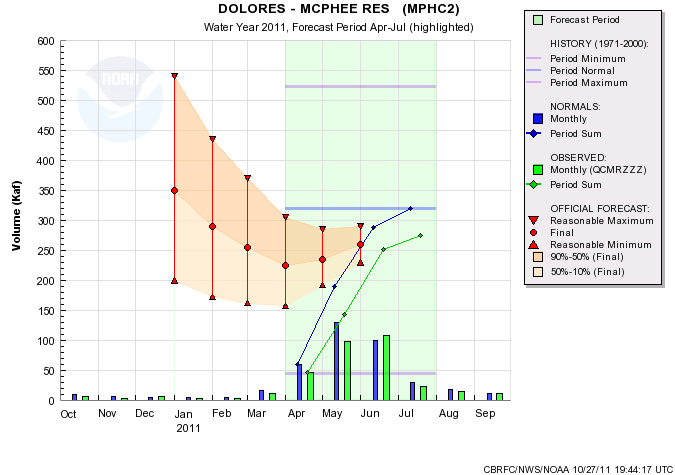 DOLORES - MCPHEE RES (MPHC2)
Water Year 2011, Forecast Period Apr-Jul (highlighted)
600
550
500
450
400
350
300
250
200
150
100
50
0
Volume (Kaf)
NOAA
Oct Nov Dec Jan Feb Mar Apr May Jun Jul Aug Sep
2011
Forecast Period
HISTORY (1971-2000):
Period Minimum
Period Normal
Period Maximum
NORMALS:
Monthly
Period Sum
OBSERVED:
Monthly (QCMRZZZ)
Period Sum
OFFICIAL FORECAST:
Reasonable Maximum
Final
Reasonable Minimum
90%-50% (Final)
50%-10% (Final)
CBRFC/NWS/NOAA 10/27/11 19:44:17 UTC